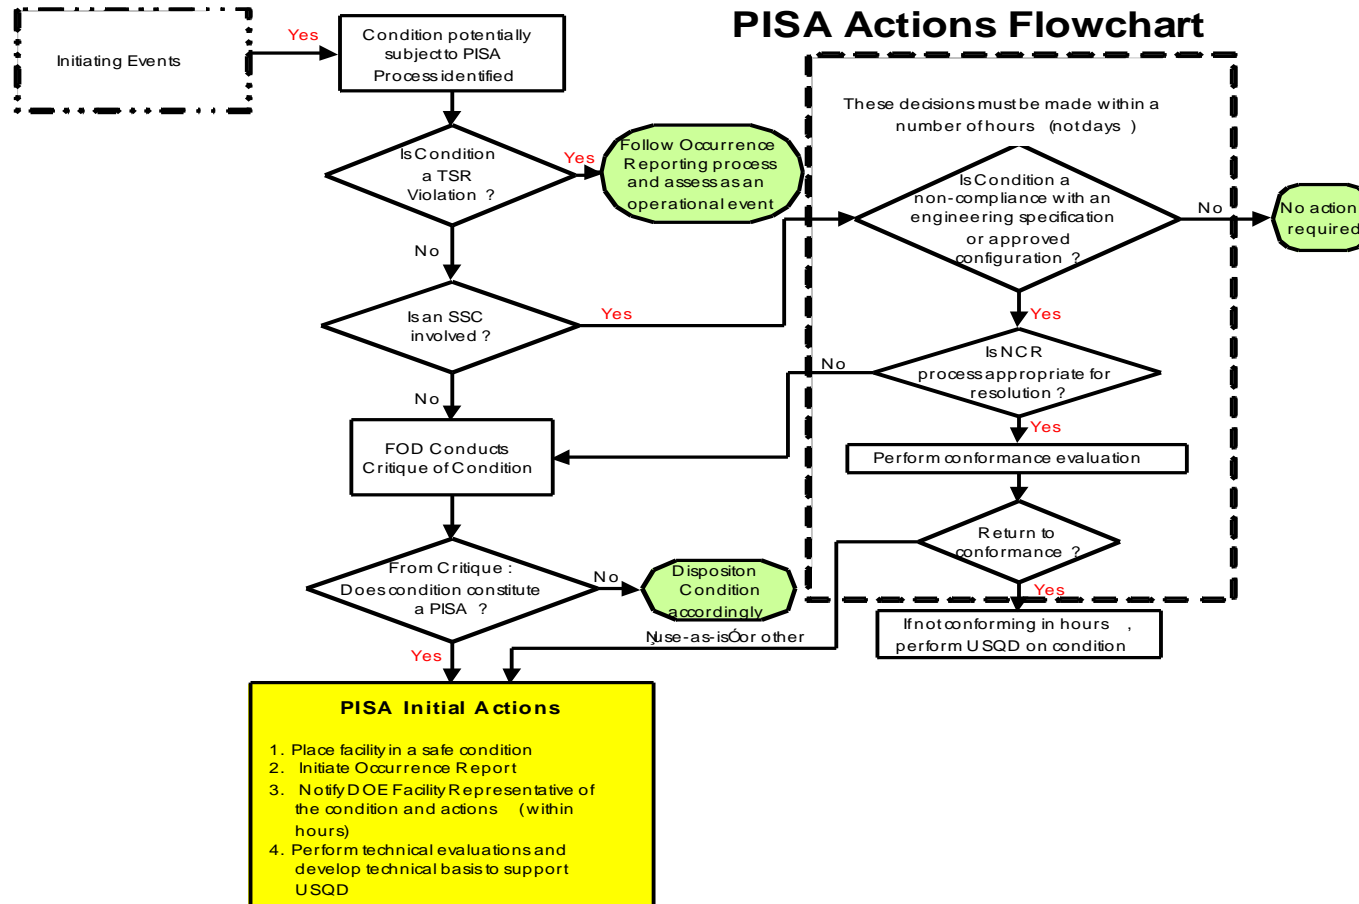 PISA Actions Flowchart
Initiating Events
Yes
Condition potentially
subject to PISA
Process identified
Is Condition
a TSR
Violation ?
Yes
Follow Occurrence
Reporting process
and assess as an
operational event
No
Is an SSC
involved ?
Yes
No
FOD Conducts
Critique of Condition
From Critique :
Does condition constitute
a PISA ?
No
Dispositon
Condition
accordingly
Yes
These decisions must be made within a
number of hours (not days )
Is Condition a
non-compliance with an
engineering specification
or approved
configuration ?
No
No action
required
Yes
Is NCR
process appropriate for
resolution ?
No
Yes
Perform conformance evaluation
Return to
conformance ?
Yes
If not conforming in hours ,
perform USQD on condition
use-as-isÓor other
PISA Initial Actions
1. Place facility in a safe condition
2. Initiate Occurrence Report
3. Notify DOE Facility Representative of
the condition and actions (within
hours)
4. Perform technical evaluations and
develop technical basis to support
USQD